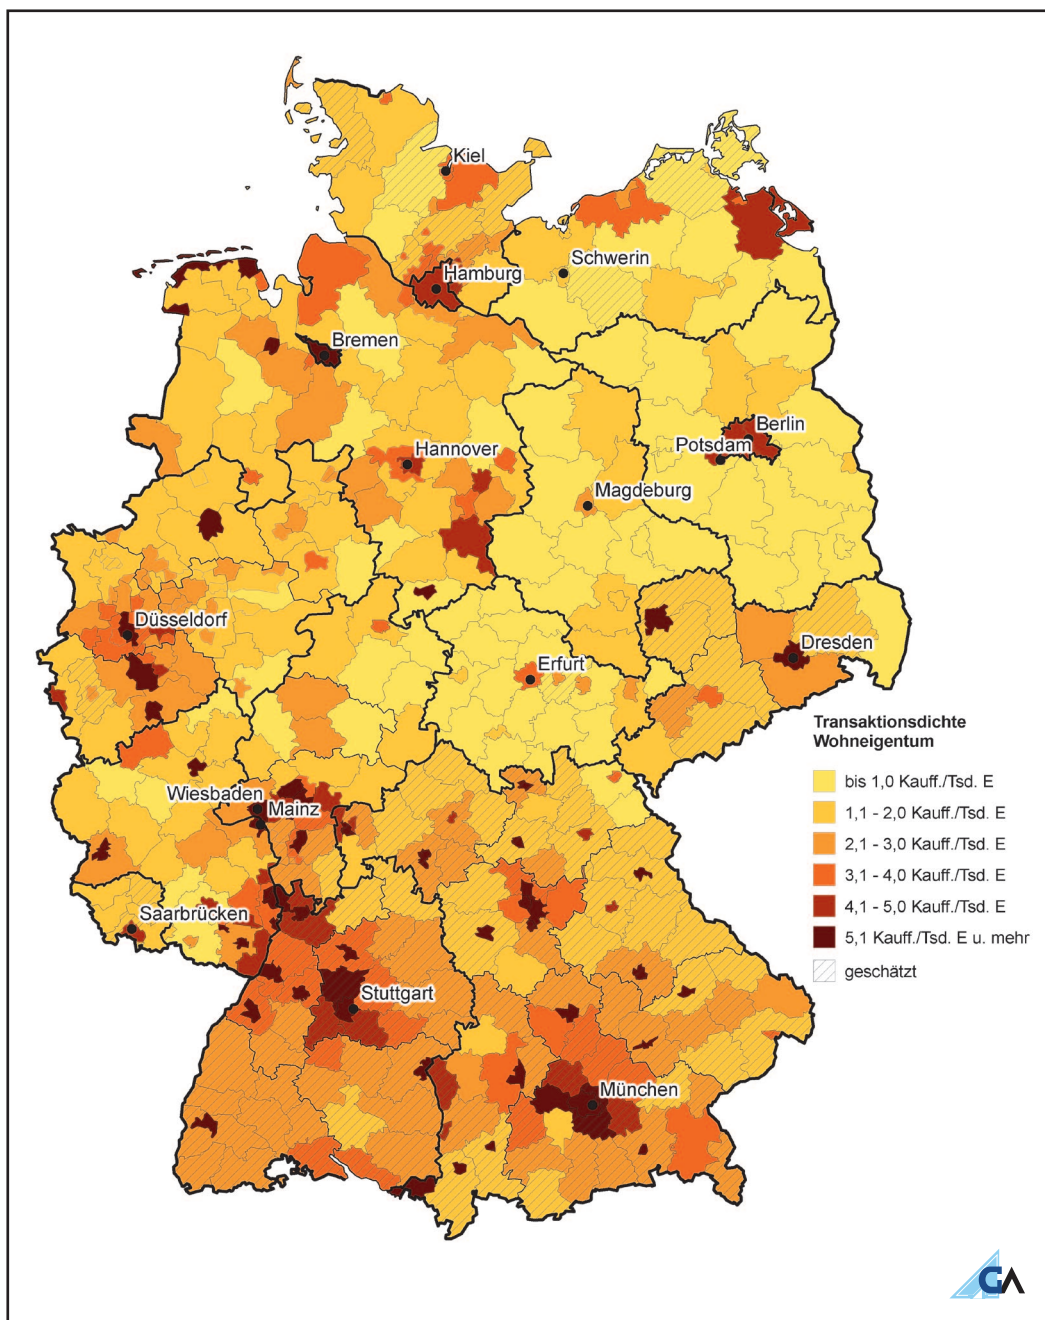 Kiel
Schwerin
Hamburg
Bremen
Berlin
Potsdam
Hannover
Magdeburg
Düsseldorf
Dresden
Erfurt
Transaktionsdichte
Wohneigentum
bis 1,0 Kauff./Tsd. E
1,1 - 2,0 Kauff./Tsd. E
2,1 - 3,0 Kauff./Tsd. E
3,1 - 4,0 Kauff./Tsd. E
4,1 - 5,0 Kauff./Tsd. E
5,1 Kauff./Tsd. E u. mehr
geschätzt
Wiesbaden
Mainz
Saarbrücken
Stuttgart
München
GA